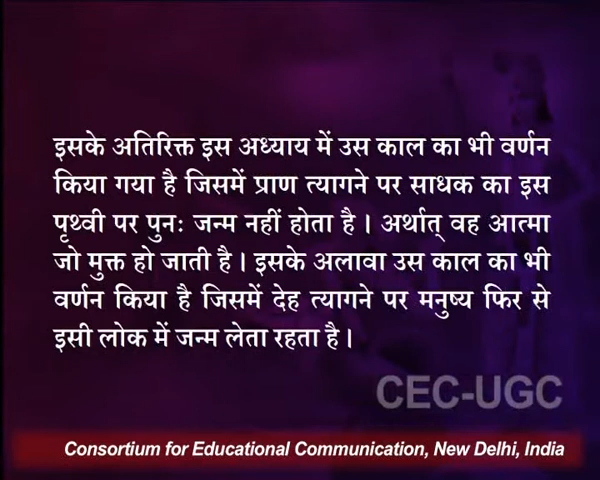 इसके अतिरिक्त इस अध्याय में उस काल का भी वर्णन
किया गया है जिसमें प्राण त्यागने पर साधक का इस
पृथ्वी पर पुनः जन्म नहीं होता है। अर्थात् वह आत्मा
जो मुक्त हो जाती है। इसके अलावा उस काल का भी
वर्णन किया है जिसमें देह त्यागने पर मनुष्य फिर से
इसी लोक में जन्म लेता रहता है।
CEC-UGC
Consortium for Educational Communication, New Delhi, India